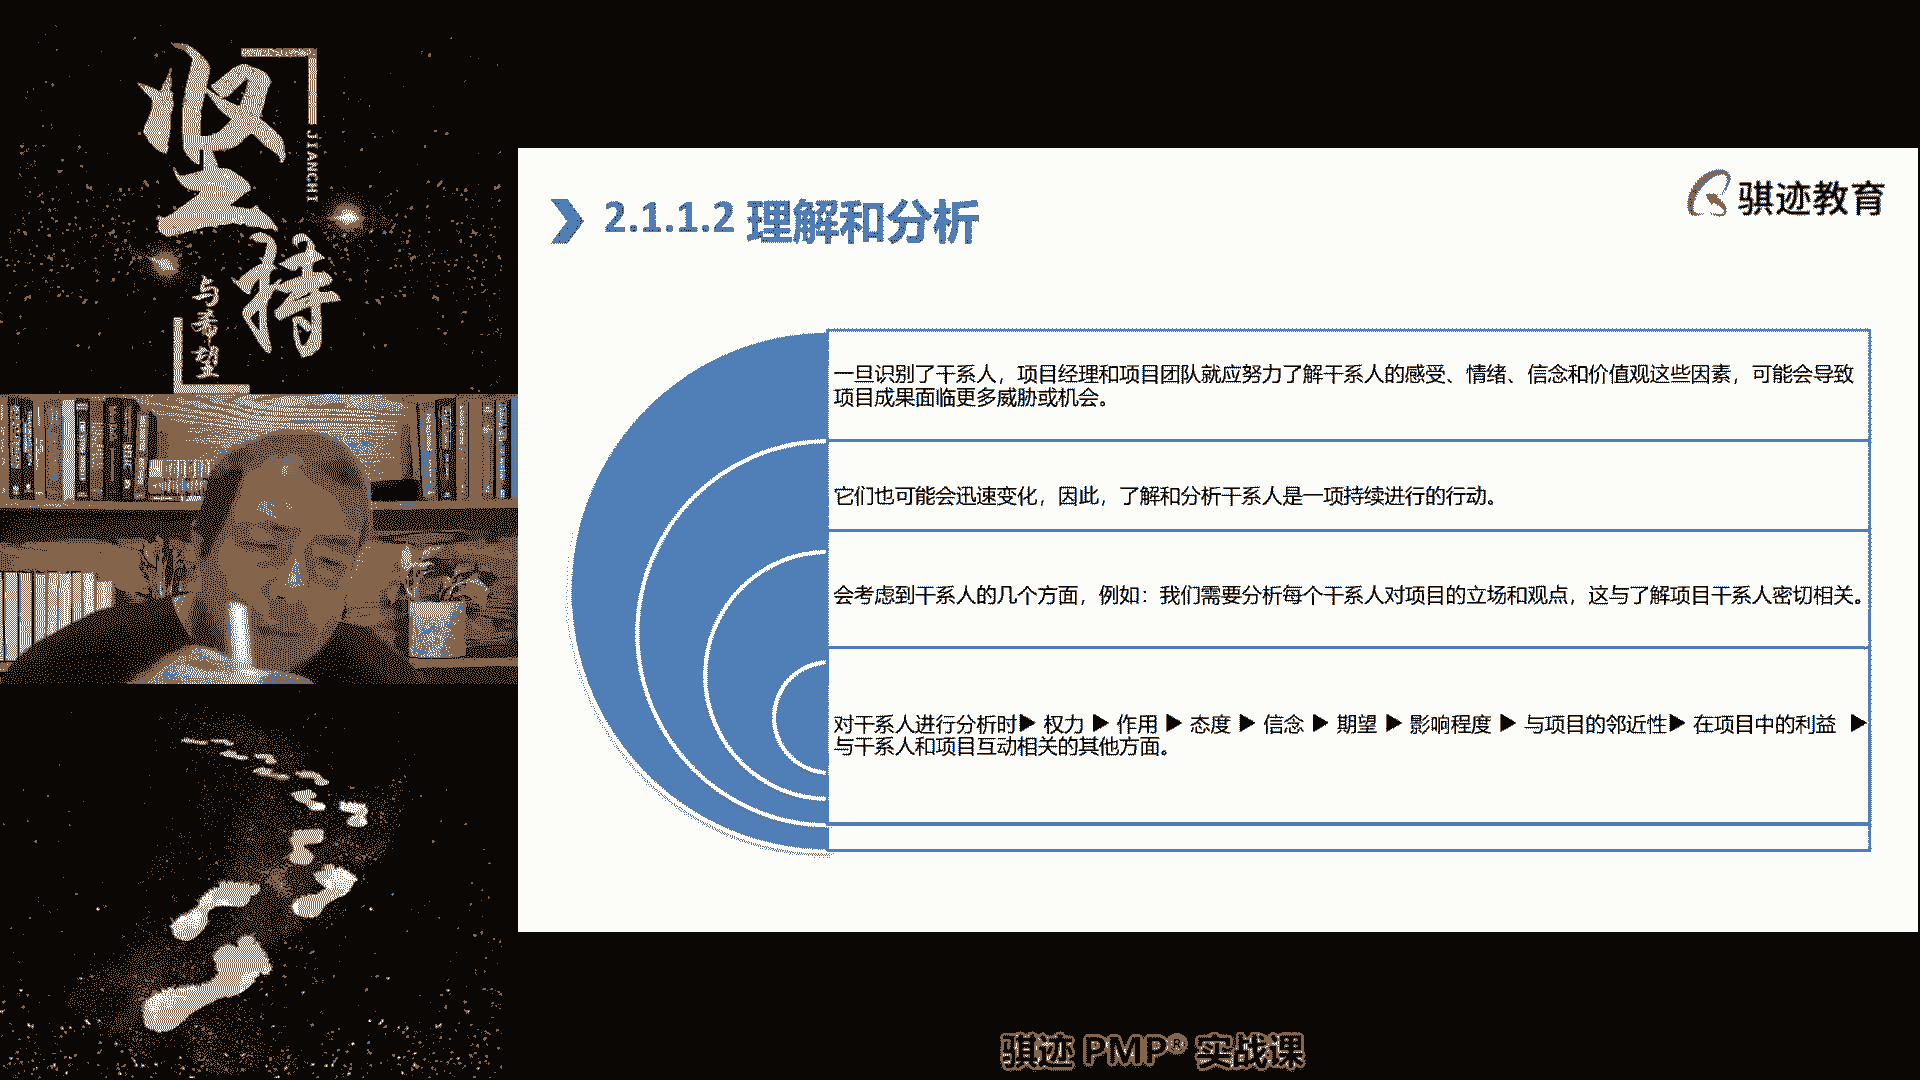 坚持
JIANCHI
与希望
骐迹教育
2.1.1.2 理解和分析
一旦识别了干系人，项目经理和项目团队就应努力了解干系人的感受、情绪、信念和价值观这些因素，可能会导致
项目成果面临更多威胁或机会。
它们也可能会迅速变化，因此，了解和分析干系人是一项持续进行的行动。
会考虑到干系人的几个方面，例如：我们需要分析每个干系人对项目的立场和观点，这与了解项目干系人密切相关。
对干系人进行分析时▶ 权力 ▶ 作用 ▶ 态度 ▶ 信念 ▶ 期望 ▶ 影响程度 ▶ 与项目的邻近性▶ 在项目中的利益 ▶
与干系人和项目互动相关的其他方面。
骐迹 PMP® 实战课